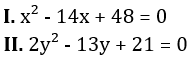 I. x² - 14x + 48 = 0
II. 2y² - 13y + 21 = 0